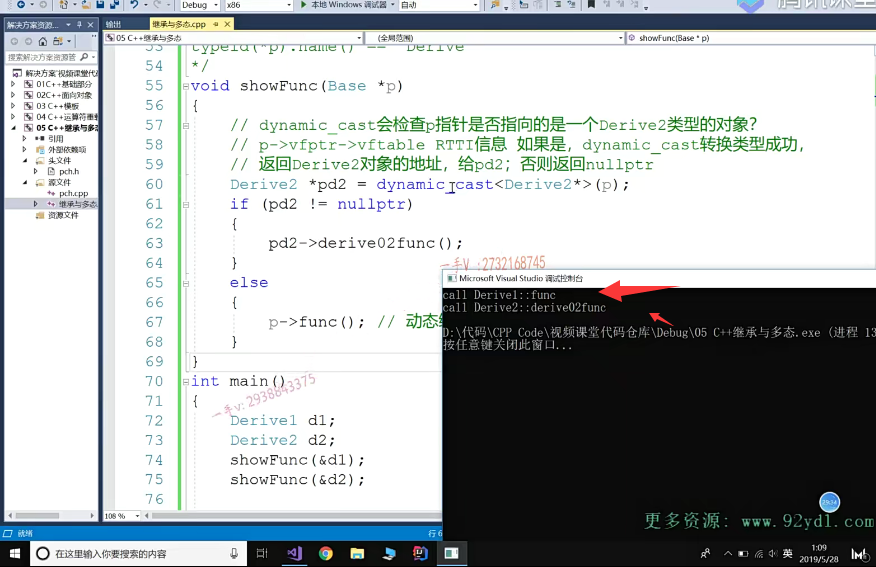 Debug
x86
本地 Windows 调试器
自动
腾讯课堂
解决方案资源...
输出
继承与多态.cpp
搜索解决方案资源管
05 C++继承与多态
(全局范围)
showFunc(Base * p)
解决方案"视频课堂代
01C++基础部分
02C++面向对象
03 C++模板
04 C++运算符重载
05 C++继承与多态
引用
外部依赖项
头文件
pch.h
源文件
pch.cpp
继承与多态
资源文件
53 typeid(*p).name() == "Derive"
54 */
55 void showFunc(Base *p)
56 {
57 // dynamic_cast会检查p指针是否指向的是一个Derive2类型的对象?
58 // p->vfptr->vftable RTTI信息 如果是，dynamic_cast转换类型成功，
59 // 返回Derive2对象的地址，给pd2；否则返回nullptr
60 Derive2 *pd2 = dynamic_cast<Derive2*>(p);
61 if (pd2 != nullptr)
62 {
63 pd2->derive02func();
64 }
65 else
66 {
67 p->func(); // 动态
68 }
69 }
70 int main()
71 {
72 Derive1 d1;
73 Derive2 d2;
74 showFunc(&d1);
75 showFunc(&d2);
76
一手V :2732168745
一手v: 2938843375
Microsoft Visual Studio 调试控制台
call Derive1::func
call Derive2::derive02func
D:\代码\CPP Code\视频课堂代码仓库\Debug\05 C++继承与多态.exe (进程 13
按任意键关闭此窗口...
29:34
更多资源: www.92ydl.com
108 %
就绪
行 6
在这里输入你要搜索的内容
英
1:09
2019/5/28